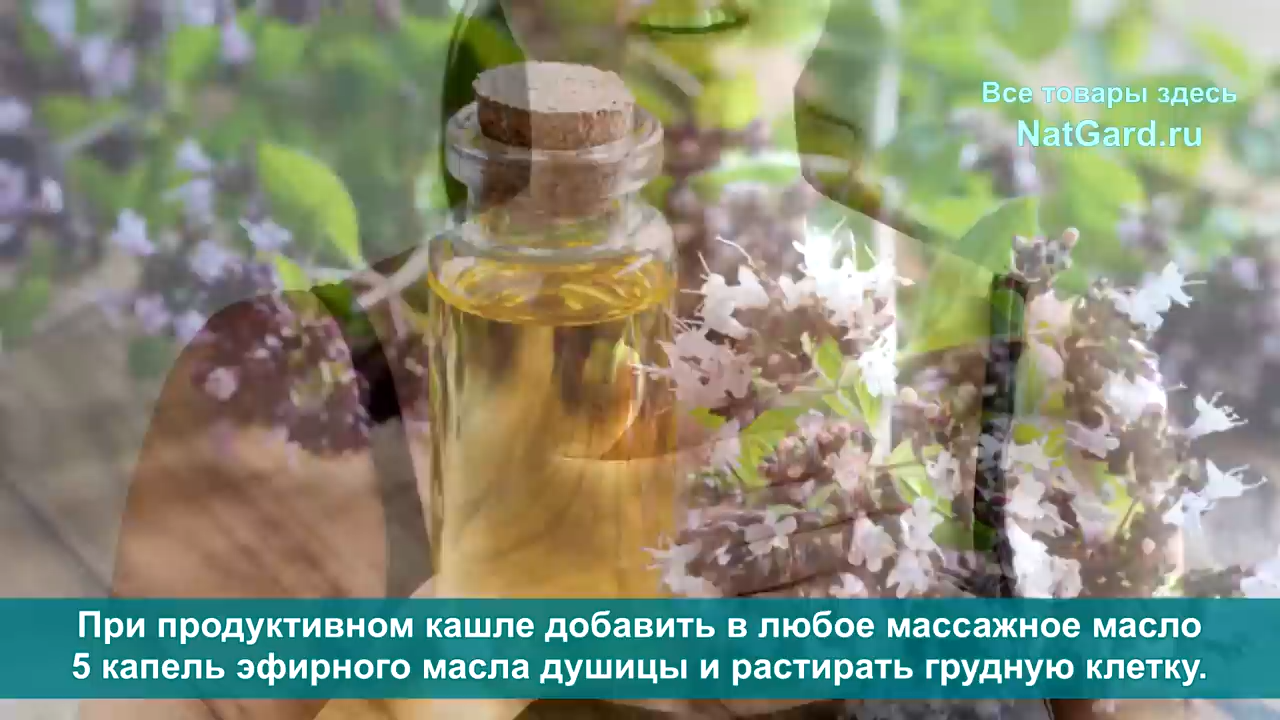 Все товары здесь
NatGard.ru
При продуктивном кашле добавить в любое массажное масло
5 капель эфирного масла душицы и растирать грудную клетку.